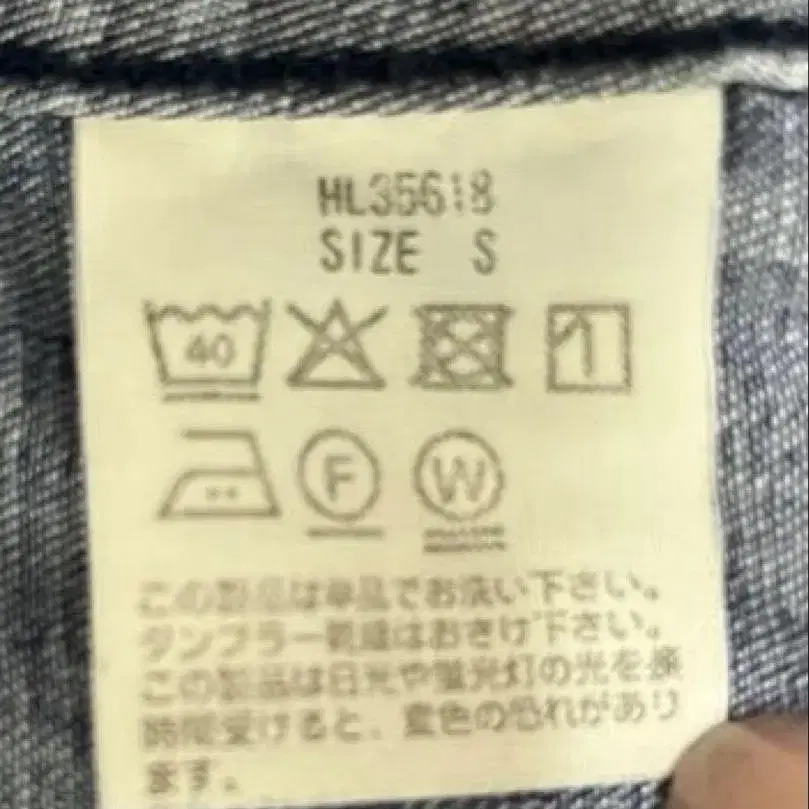 HL35618
SIZE S
40
F W
この製品は単品でお洗い下さい。
タンブラー乾燥はおさけ下さい。
この製品は日光や蛍光灯の光を長
時間受けると、変色の恐れがあり
ます。